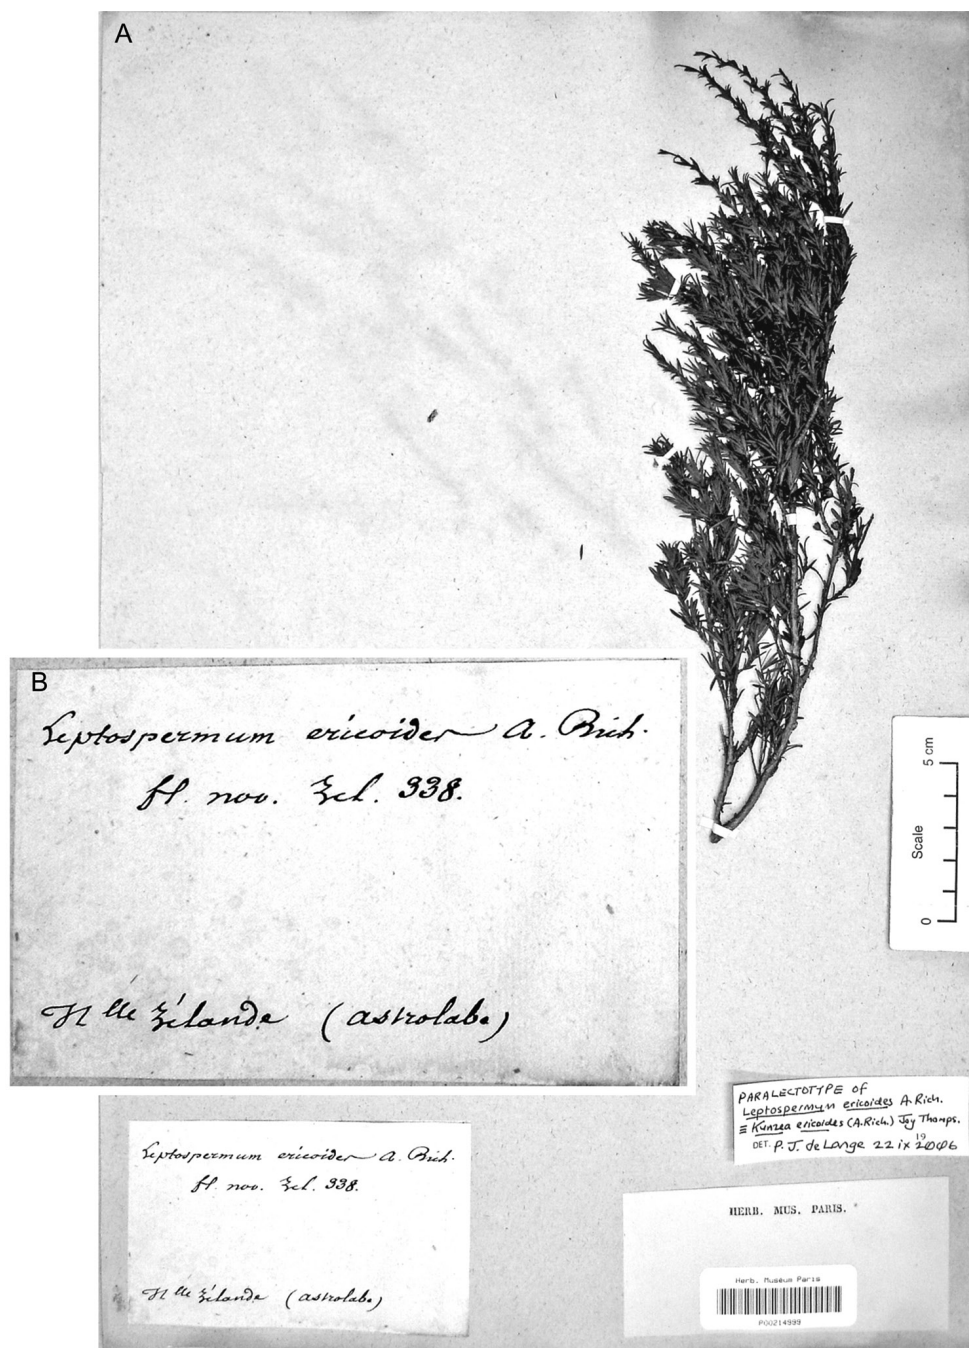 A
B
Leptospermum ericoides A. Rich.
fl. nov. Zel. 338.
Nlle Zélande (astrolabe)
5 cm
Scale
0
PARALECTOTYPE OF
Leptospermum ericoides A.Rich.
≡ Kunzea ericoides (A.Rich.) Joy Thomps.
DET. P. J. de Lange 22 ix
Leptospermum ericoides A. Rich.
fl. nov. Zel. 338.
Nlle Zélande (astrolabe)
HERB. MUS. PARIS.
Herb. Museum Paris
P00214999